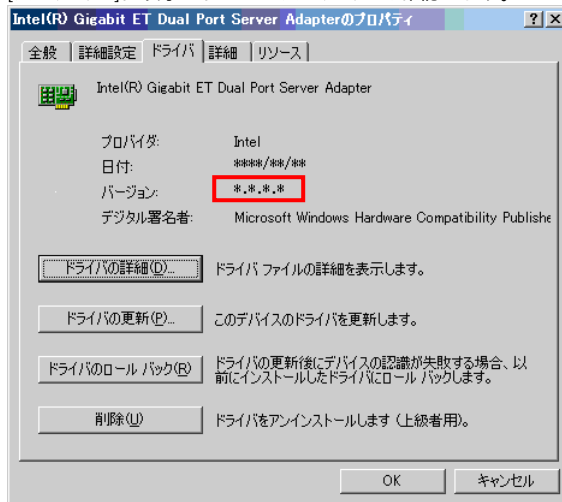 Intel(R) Gigabit ET Dual Port Server Adapterのプロパティ
全般 詳細設定 ドライバ 詳細 リソース
Intel(R) Gigabit ET Dual Port Server Adapter
プロバイダ: Intel
日付: ****/**/**
バージョン: *.*.*.*
デジタル署名者: Microsoft Windows Hardware Compatibility Publishe
ドライバの詳細(D)... ドライバ ファイルの詳細を表示します。
ドライバの更新(P)... このデバイスのドライバを更新します。
ドライバのロール バック(R) ドライバの更新後にデバイスの認識が失敗する場合、以
前にインストールしたドライバにロール バックします。
削除(U) ドライバをアンインストールします (上級者用)。
OK キャンセル